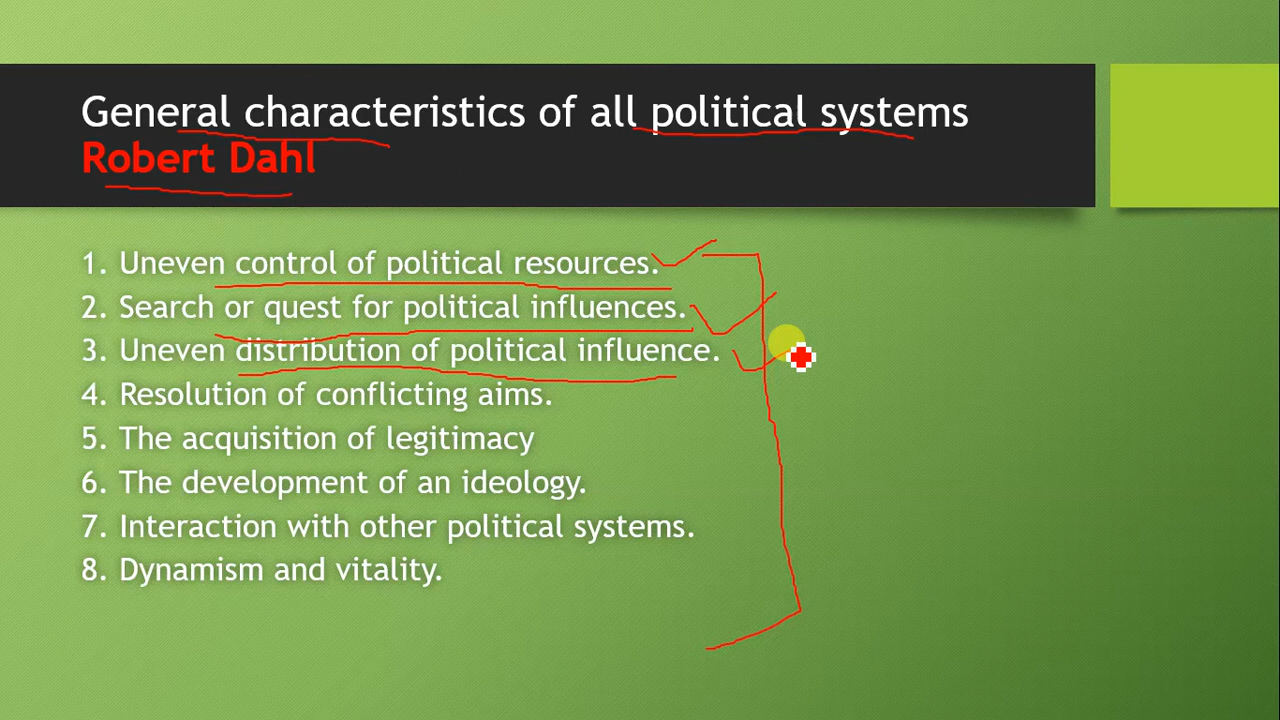 General characteristics of all political systems
Robert Dahl
1. Uneven control of political resources.
2. Search or quest for political influences.
3. Uneven distribution of political influence.
4. Resolution of conflicting aims.
5. The acquisition of legitimacy
6. The development of an ideology.
7. Interaction with other political systems.
8. Dynamism and vitality.